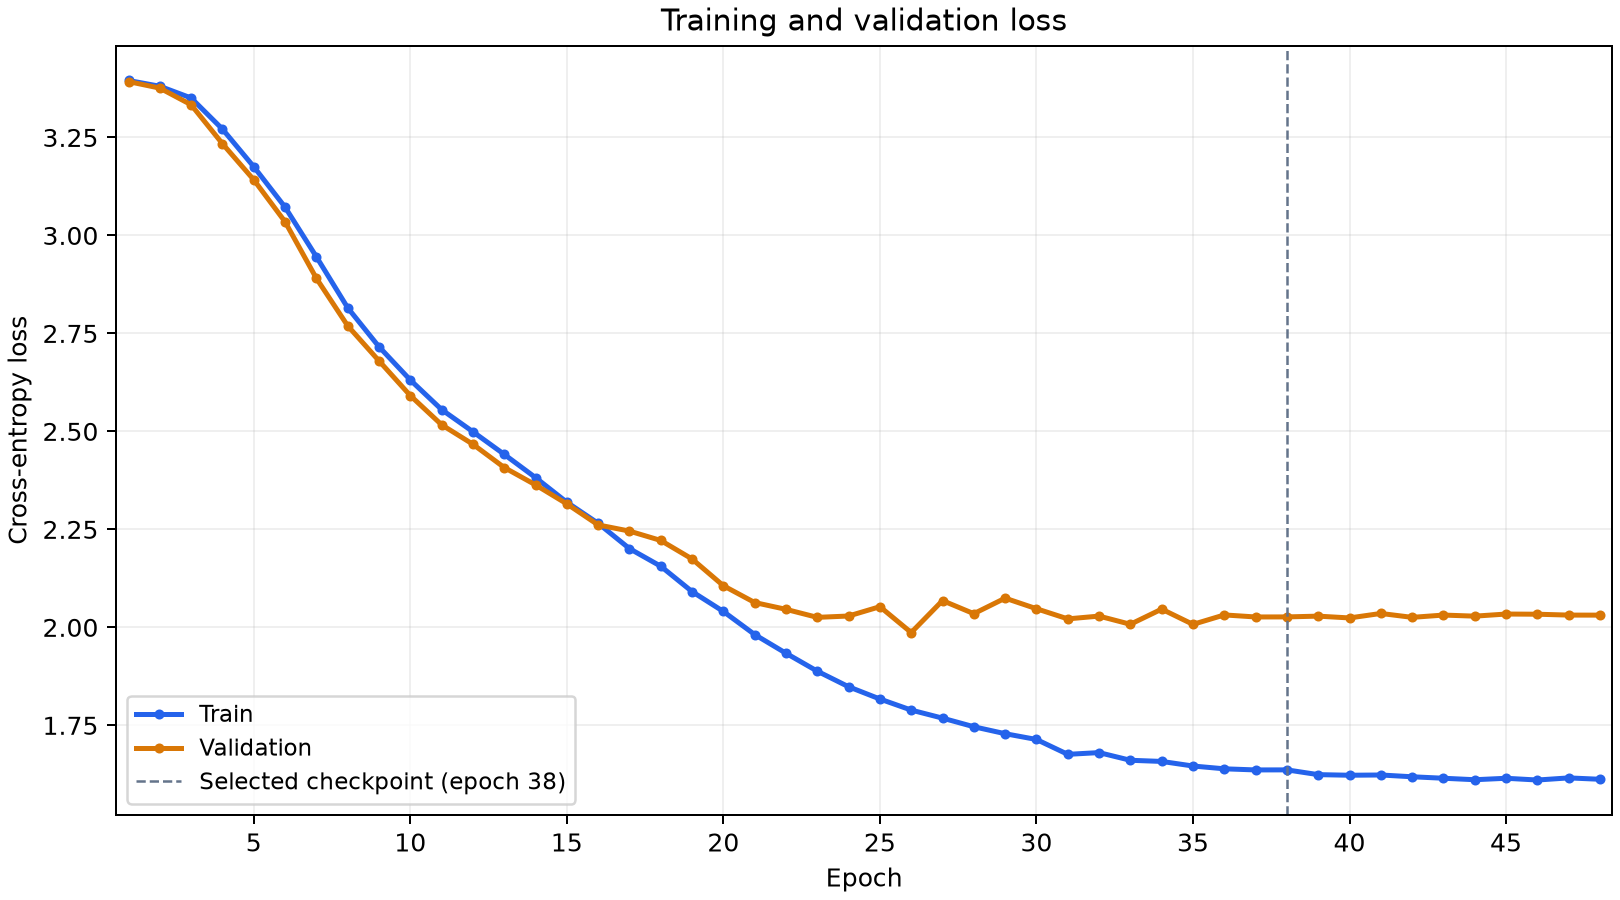 Training and validation loss
Cross-entropy loss
3.25
3.00
2.75
2.50
2.25
2.00
1.75
Train
Validation
Selected checkpoint (epoch 38)
5 10 15 20 25 30 35 40 45
Epoch